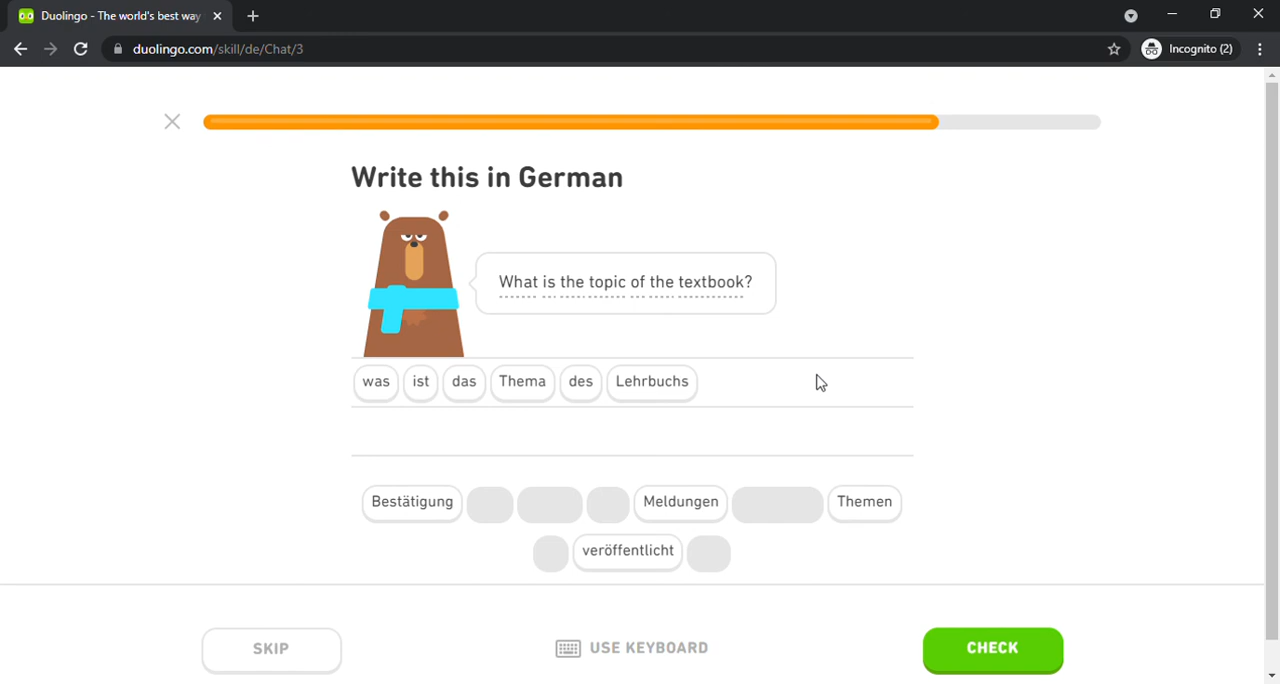 Duolingo - The world's best way
duolingo.com/skill/de/Chat/3
Incognito (2)
Write this in German
What is the topic of the textbook?
was ist das Thema des Lehrbuchs
Bestätigung Meldungen Themen
veröffentlicht
SKIP USE KEYBOARD CHECK